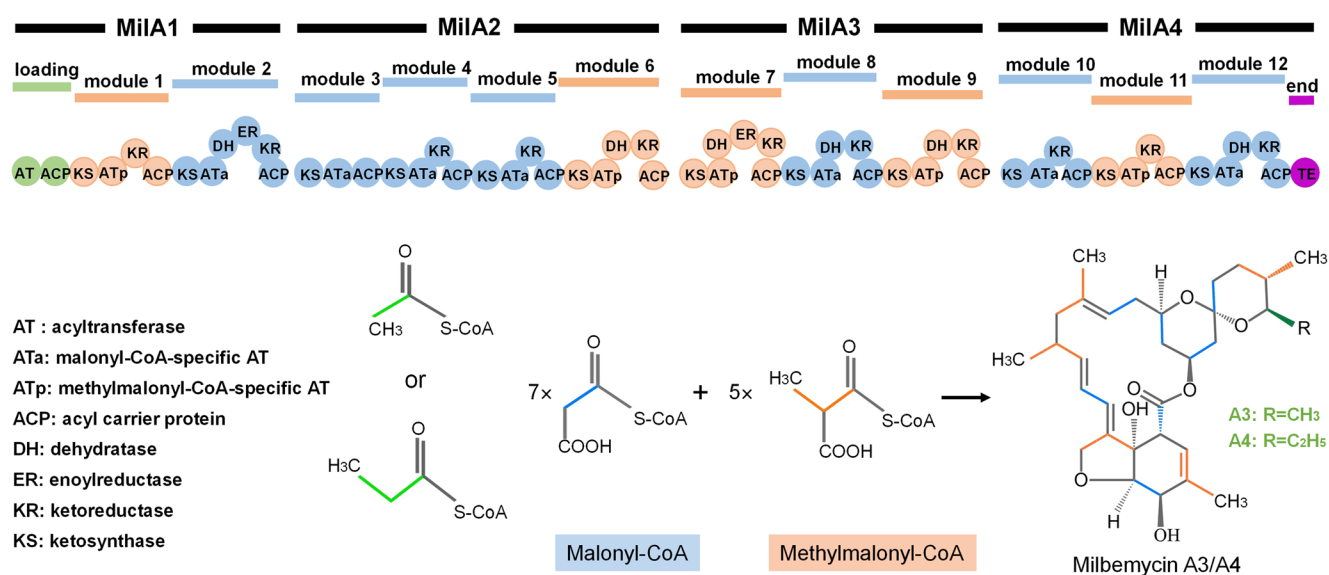 MilA1 MilA2 MilA3 MilA4
loading module 1 module 2 module 3 module 4 module 5 module 6 module 7 module 8 module 9 module 10 module 11 module 12 end
AT ACP KS ATp KR ACP KS ATa DH ER KR ACP KS ATa ACP KS ATa KR ACP KS ATa KR ACP KS ATp DH KR ACP KS ATp DH ER KR ACP KS ATa DH KR ACP KS ATp DH KR ACP KS ATa KR ACP KS ATp KR ACP KS ATa DH KR ACP TE
AT : acyltransferase
ATa: malonyl-CoA-specific AT
ATp: methylmalonyl-CoA-specific AT
ACP: acyl carrier protein
DH: dehydratase
ER: enoylreductase
KR: ketoreductase
KS: ketosynthase
O
CH₃ S-CoA
or
O
H₃C S-CoA
7×
O
S-CoA
COOH
+
5×
H₃C O
S-CoA
COOH
Malonyl-CoA
Methylmalonyl-CoA
CH₃ H O O CH₃
R
H₃C O O
OH
O
H OH CH₃
A3: R=CH₃
A4: R=C₂H₅
Milbemycin A3/A4